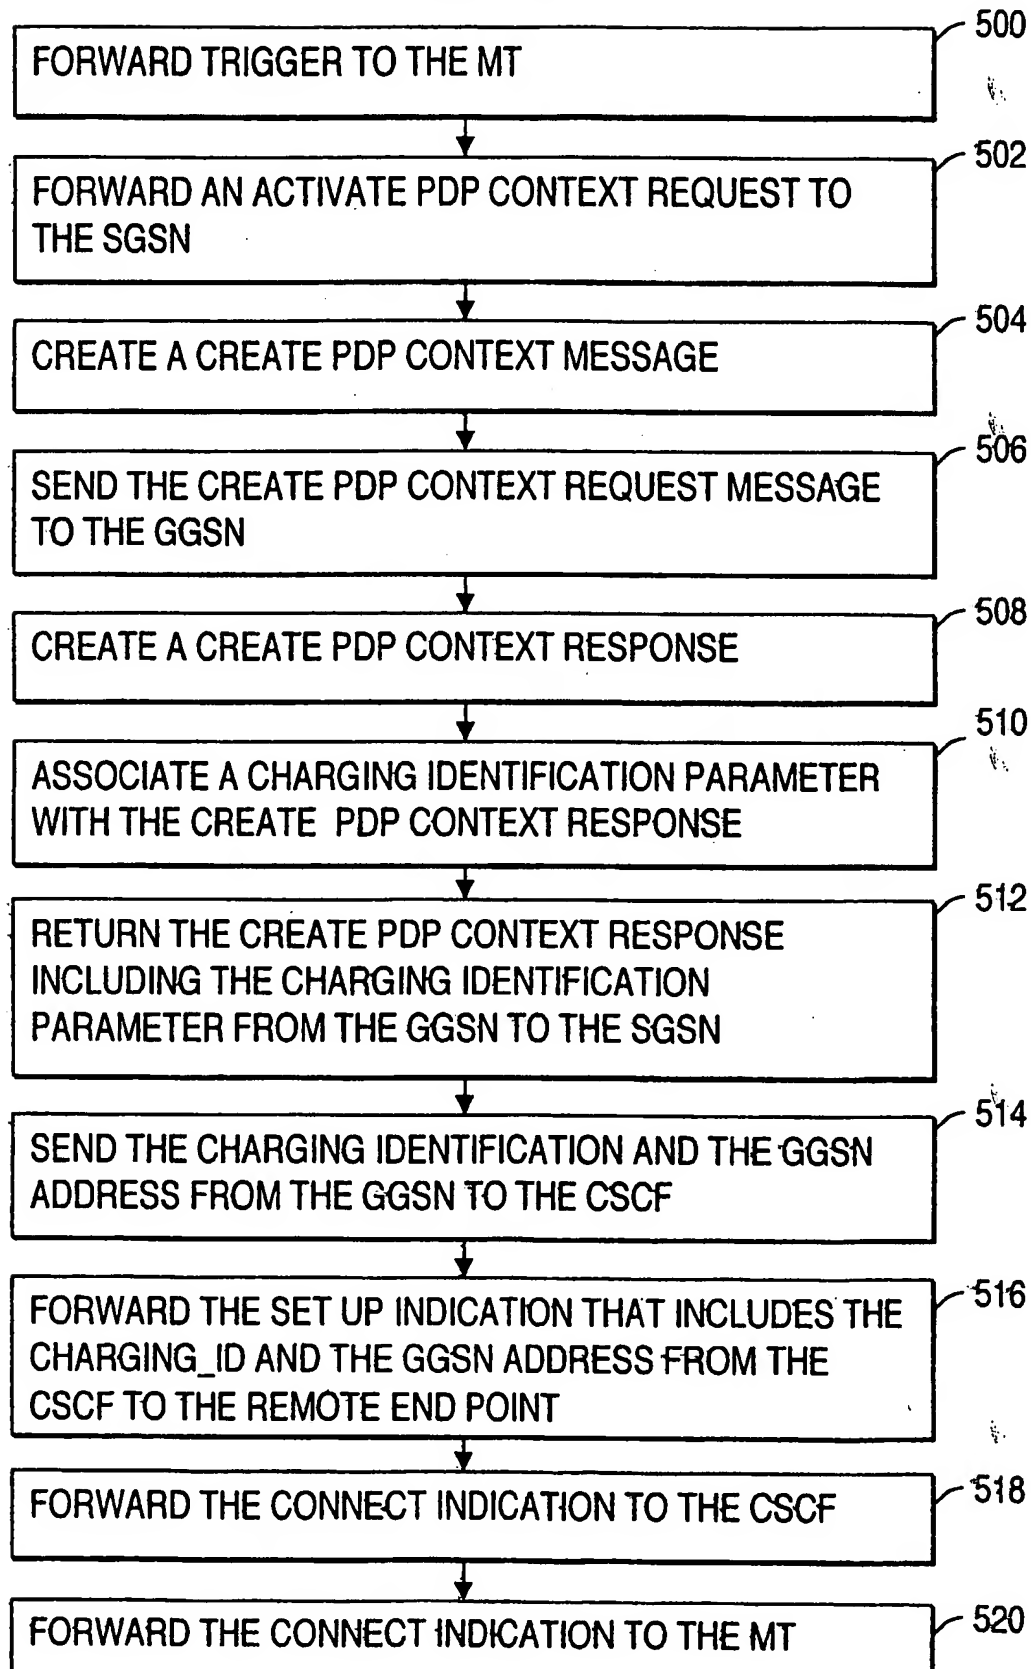 500
FORWARD TRIGGER TO THE MT
502
FORWARD AN ACTIVATE PDP CONTEXT REQUEST TO
THE SGSN
504
CREATE A CREATE PDP CONTEXT MESSAGE
506
SEND THE CREATE PDP CONTEXT REQUEST MESSAGE
TO THE GGSN
508
CREATE A CREATE PDP CONTEXT RESPONSE
510
ASSOCIATE A CHARGING IDENTIFICATION PARAMETER
WITH THE CREATE PDP CONTEXT RESPONSE
512
RETURN THE CREATE PDP CONTEXT RESPONSE
INCLUDING THE CHARGING IDENTIFICATION
PARAMETER FROM THE GGSN TO THE SGSN
514
SEND THE CHARGING IDENTIFICATION AND THE GGSN
ADDRESS FROM THE GGSN TO THE CSCF
516
FORWARD THE SET UP INDICATION THAT INCLUDES THE
CHARGING_ID AND THE GGSN ADDRESS FROM THE
CSCF TO THE REMOTE END POINT
518
FORWARD THE CONNECT INDICATION TO THE CSCF
520
FORWARD THE CONNECT INDICATION TO THE MT